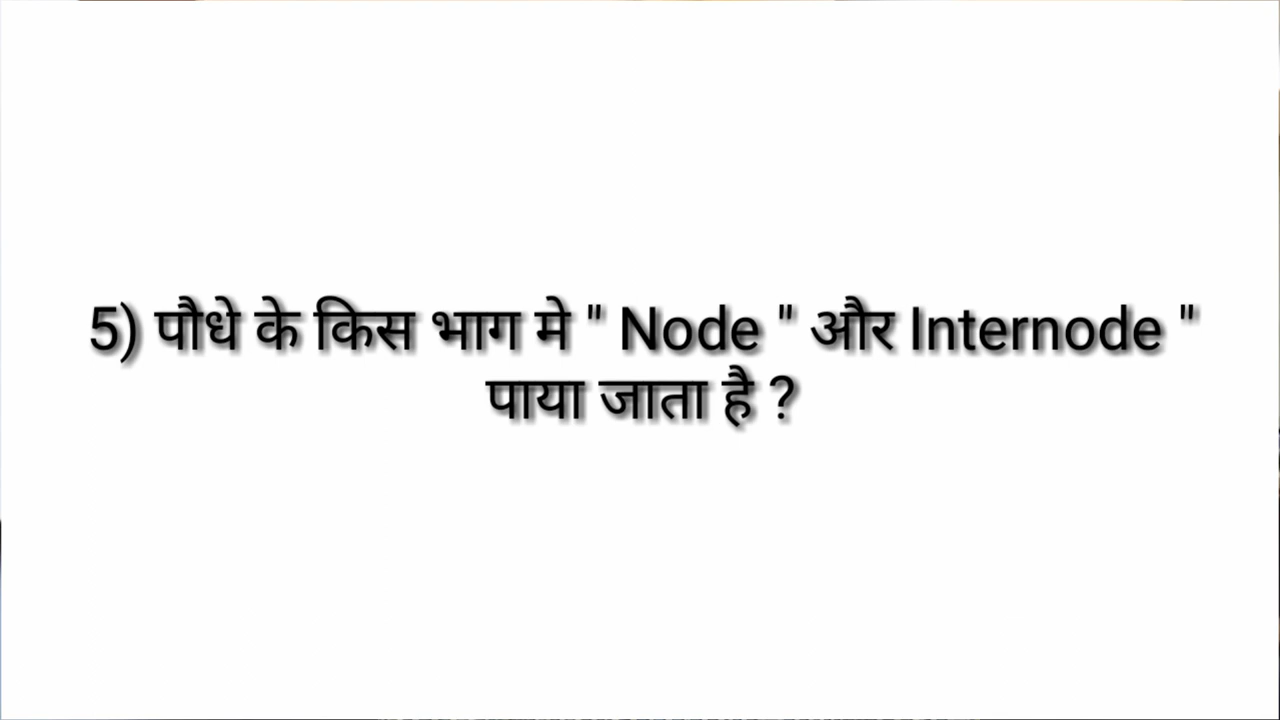 5) पौधे के किस भाग मे " Node " और Internode "
पाया जाता है ?